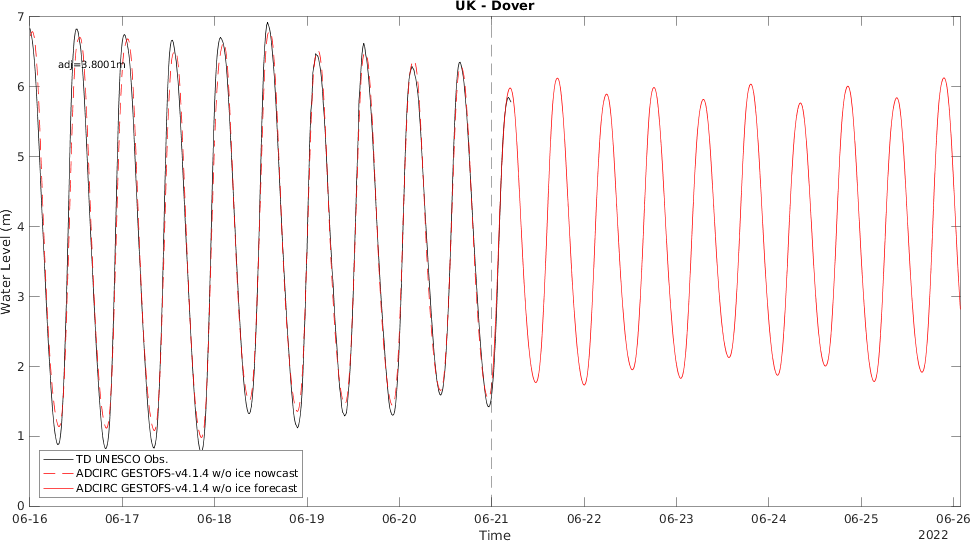 UK - Dover
7
6
5
4
3
2
1
0
Water Level (m)
adj=3.8001m
TD UNESCO Obs.
ADCIRC GESTOFS-v4.1.4 w/o ice nowcast
ADCIRC GESTOFS-v4.1.4 w/o ice forecast
06-16 06-17 06-18 06-19 06-20 06-21 06-22 06-23 06-24 06-25 06-26
Time
2022